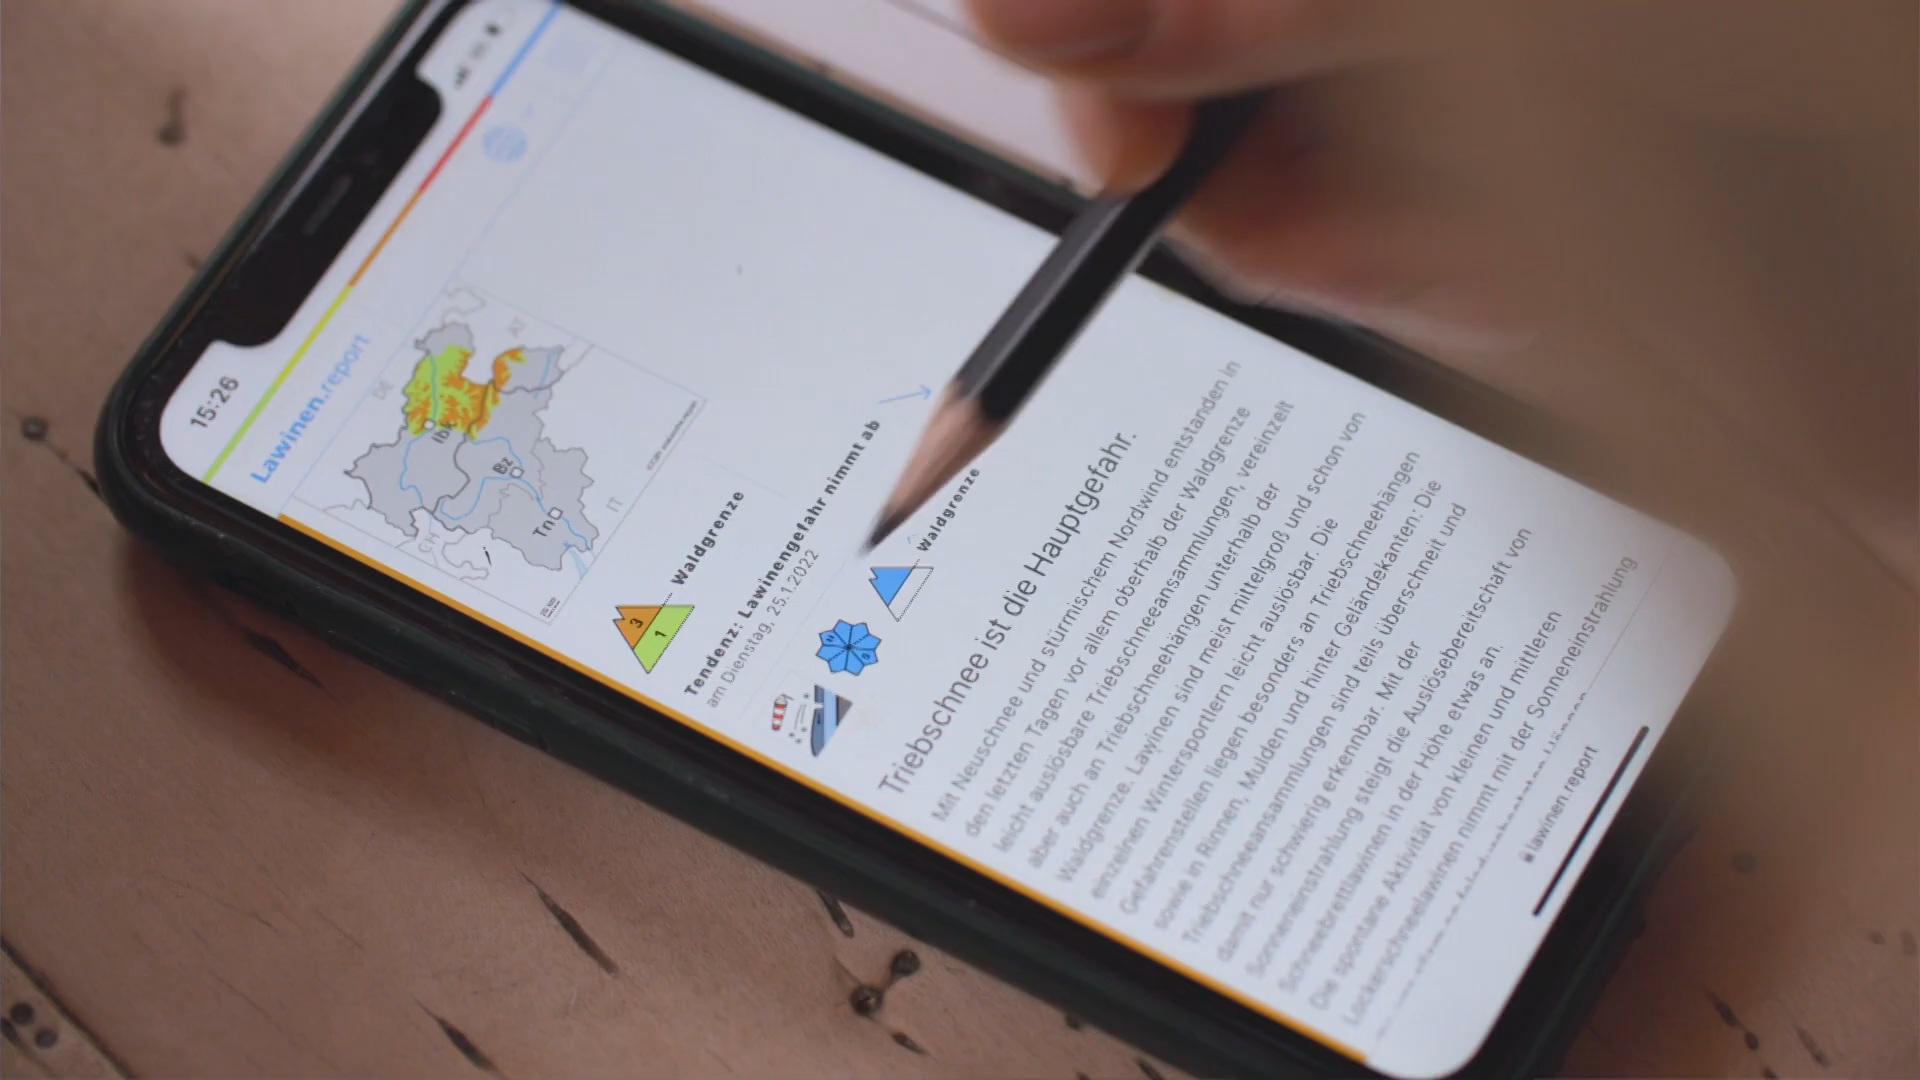 15:26
Lawinen.report
DE
AT
Ibk
Bz
CH
Tn
IT
3
1
Waldgrenze
Tendenz: Lawinengefahr nimmt ab
am Dienstag, 25.1.2022
N
S
Waldgrenze
Triebschnee ist die Hauptgefahr.
Mit Neuschnee und stürmischem Nordwind entstanden in
den letzten Tagen vor allem oberhalb der Waldgrenze
leicht auslösbare Triebschneeansammlungen, vereinzelt
aber auch an Triebschneehängen unterhalb der
Waldgrenze. Lawinen sind meist mittelgroß und schon von
einzelnen Wintersportlern leicht auslösbar. Die
Gefahrenstellen liegen besonders an Triebschneehängen
sowie in Rinnen, Mulden und hinter Geländekanten: Die
Triebschneeansammlungen sind teils überschneit und
damit nur schwierig erkennbar. Mit der
Sonneneinstrahlung steigt die Auslösebereitschaft von
Schneebrettlawinen in der Höhe etwas an.
Die spontane Aktivität von kleinen und mittleren
Lockerschneelawinen nimmt mit der Sonneneinstrahlung
lawinen.report